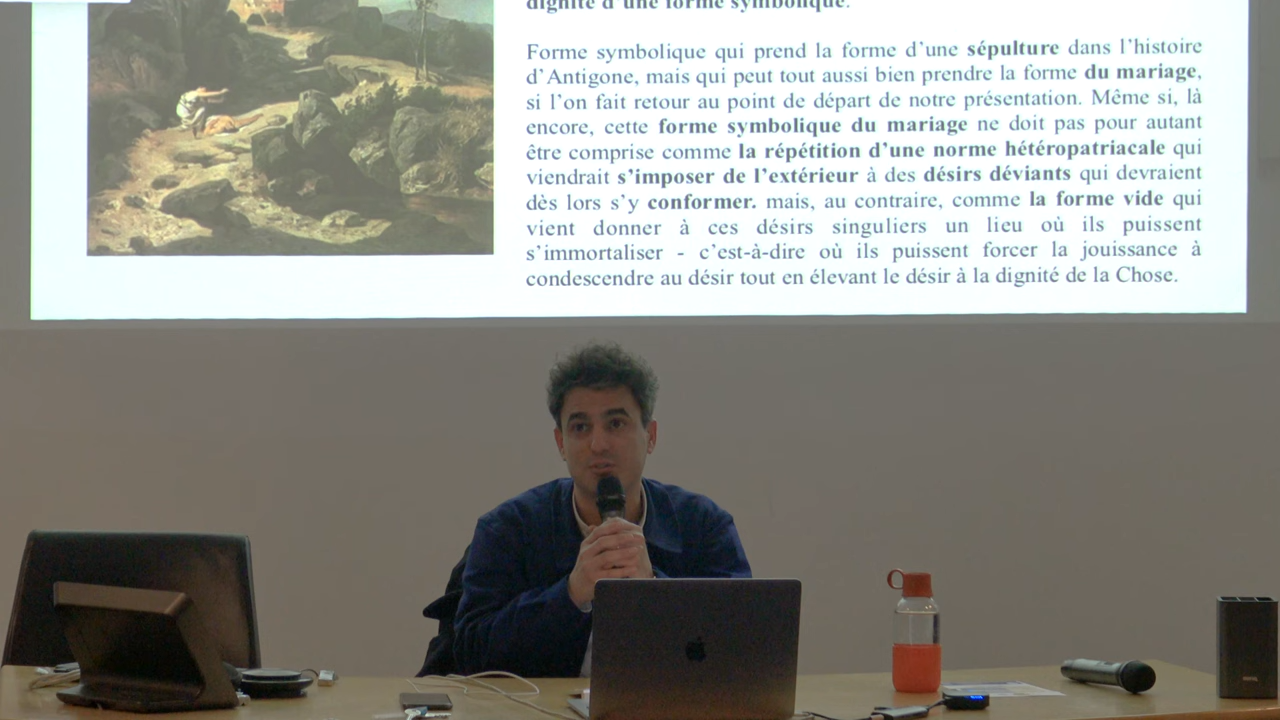 dignité d'une forme symbolique.
Forme symbolique qui prend la forme d'une sépulture dans l'histoire
d'Antigone, mais qui peut tout aussi bien prendre la forme du mariage,
si l'on fait retour au point de départ de notre présentation. Même si, là
encore, cette forme symbolique du mariage ne doit pas pour autant
être comprise comme la répétition d'une norme hétéropatriacale qui
viendrait s'imposer de l'extérieur à des désirs déviants qui devraient
dès lors s'y conformer. mais, au contraire, comme la forme vide qui
vient donner à ces désirs singuliers un lieu où ils puissent
s'immortaliser - c'est-à-dire où ils puissent forcer la jouissance à
condescendre au désir tout en élevant le désir à la dignité de la Chose.